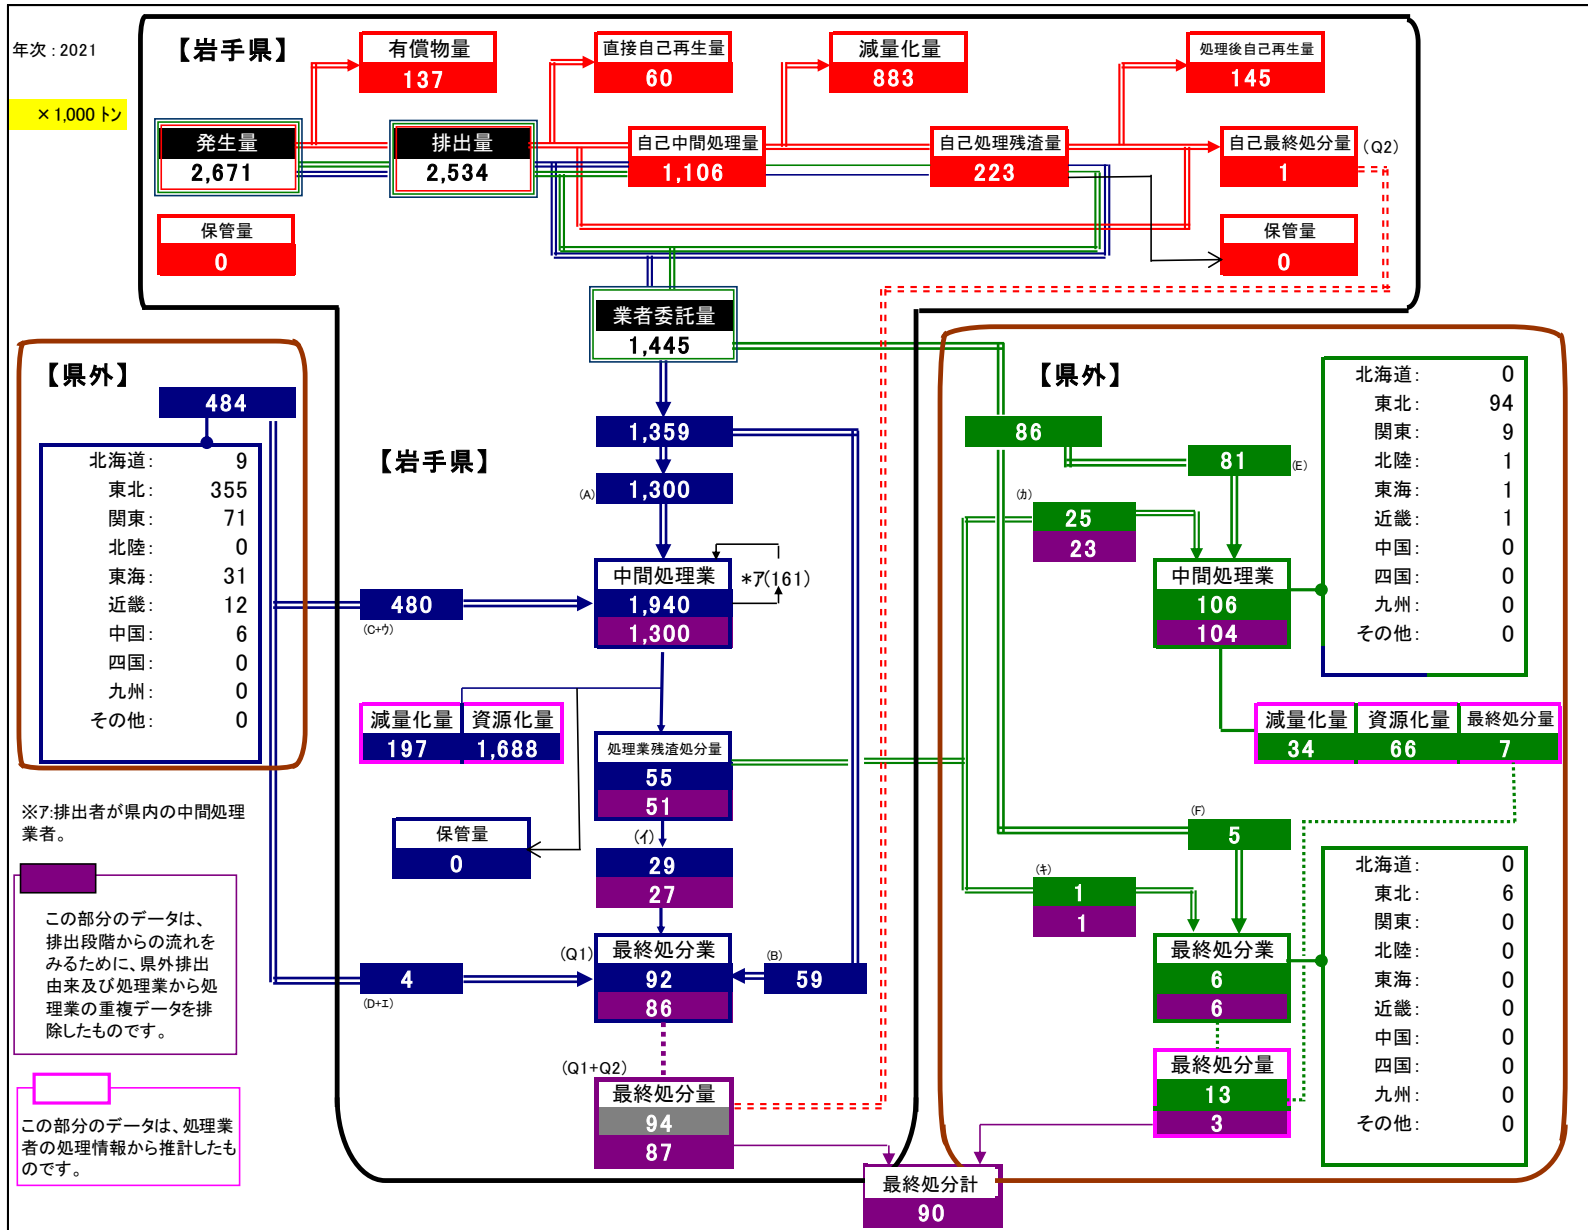 年次：2021
×1,000 トン
【岩手県】
有償物量
137
直接自己再生量
60
減量化量
883
処理後自己再生量
145
発生量
2,671
排出量
2,534
自己中間処理量
1,106
自己処理残渣量
223
自己最終処分量
1
(Q2)
保管量
0
保管量
0
業者委託量
1,445
【県外】
484
北海道： 9
東北： 355
関東： 71
北陸： 0
東海： 31
近畿： 12
中国： 6
四国： 0
九州： 0
その他： 0
【岩手県】
1,359
(A)
1,300
中間処理業
1,940
1,300
*ア(161)
480
(C+ウ)
減量化量
197
資源化量
1,688
処理業残渣処分量
55
51
保管量
0
(イ)
29
27
(Q1)
最終処分業
92
86
(B)
59
4
(D+エ)
(Q1+Q2)
最終処分量
94
87
最終処分計
90
【県外】
86
81
(E)
(カ)
25
23
中間処理業
106
104
北海道： 0
東北： 94
関東： 9
北陸： 1
東海： 1
近畿： 1
中国： 0
四国： 0
九州： 0
その他： 0
減量化量
34
資源化量
66
最終処分量
7
(F)
5
(キ)
1
1
最終処分業
6
6
最終処分量
13
3
北海道： 0
東北： 6
関東： 0
北陸： 0
東海： 0
近畿： 0
中国： 0
四国： 0
九州： 0
その他： 0
※ア:排出者が県内の中間処理
業者。
この部分のデータは、
排出段階からの流れを
みるために、県外排出
由来及び処理業から処
理業の重複データを排
除したものです。
この部分のデータは、処理業
者の処理情報から推計したも
のです。